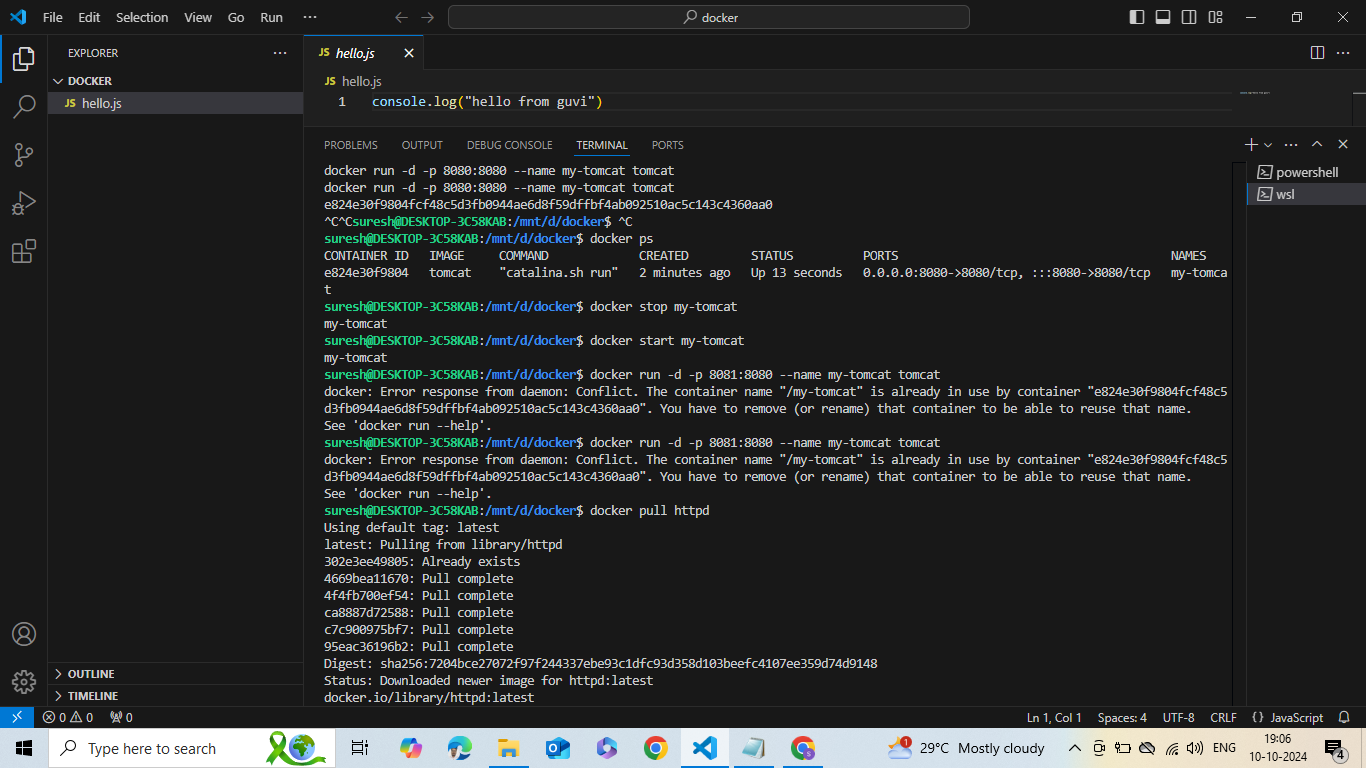 File Edit Selection View Go Run ···
docker
EXPLORER ···
DOCKER
JS hello.js
OUTLINE
TIMELINE
JS hello.js
JS hello.js
1 console.log("hello from guvi")
PROBLEMS OUTPUT DEBUG CONSOLE TERMINAL PORTS
powershell
wsl
docker run -d -p 8080:8080 --name my-tomcat tomcat
docker run -d -p 8080:8080 --name my-tomcat tomcat
e824e30f9804fcf48c5d3fb0944ae6d8f59dffbf4ab092510ac5c143c4360aa0
^C^Csuresh@DESKTOP-3C58KAB:/mnt/d/docker$ ^C
suresh@DESKTOP-3C58KAB:/mnt/d/docker$ docker ps
CONTAINER ID IMAGE COMMAND CREATED STATUS PORTS NAMES
e824e30f9804 tomcat "catalina.sh run" 2 minutes ago Up 13 seconds 0.0.0.0:8080->8080/tcp, :::8080->8080/tcp my-tomca
t
suresh@DESKTOP-3C58KAB:/mnt/d/docker$ docker stop my-tomcat
my-tomcat
suresh@DESKTOP-3C58KAB:/mnt/d/docker$ docker start my-tomcat
my-tomcat
suresh@DESKTOP-3C58KAB:/mnt/d/docker$ docker run -d -p 8081:8080 --name my-tomcat tomcat
docker: Error response from daemon: Conflict. The container name "/my-tomcat" is already in use by container "e824e30f9804fcf48c5
d3fb0944ae6d8f59dffbf4ab092510ac5c143c4360aa0". You have to remove (or rename) that container to be able to reuse that name.
See 'docker run --help'.
suresh@DESKTOP-3C58KAB:/mnt/d/docker$ docker run -d -p 8081:8080 --name my-tomcat tomcat
docker: Error response from daemon: Conflict. The container name "/my-tomcat" is already in use by container "e824e30f9804fcf48c5
d3fb0944ae6d8f59dffbf4ab092510ac5c143c4360aa0". You have to remove (or rename) that container to be able to reuse that name.
See 'docker run --help'.
suresh@DESKTOP-3C58KAB:/mnt/d/docker$ docker pull httpd
Using default tag: latest
latest: Pulling from library/httpd
302e3ee49805: Already exists
4669bea11670: Pull complete
4f4fb700ef54: Pull complete
ca8887d72588: Pull complete
c7c900975bf7: Pull complete
95eac36196b2: Pull complete
Digest: sha256:7204bce27072f97f244337ebe93c1dfc93d358d103beefc4107ee359d74d9148
Status: Downloaded newer image for httpd:latest
docker.io/library/httpd:latest
0 0 0 Ln 1, Col 1 Spaces: 4 UTF-8 CRLF {} JavaScript
Type here to search
1 29°C Mostly cloudy ENG 19:06
10-10-2024 4